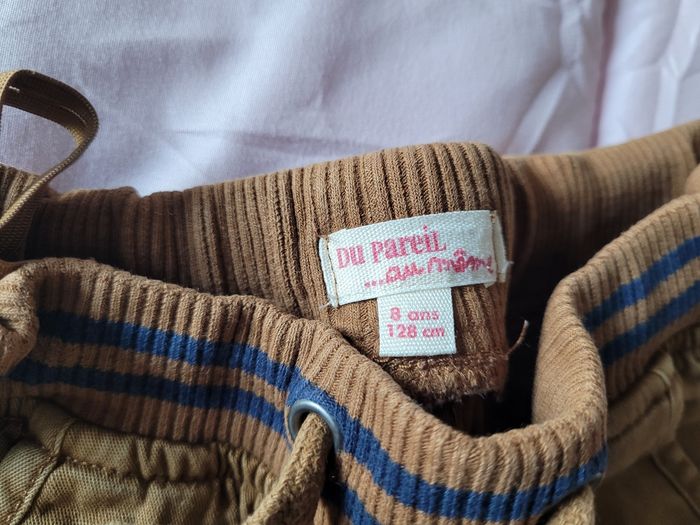 Du Pareil
...au même
8 ans
128 cm